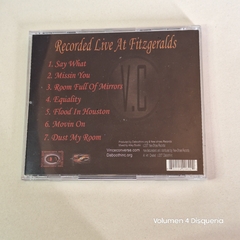 Recorded Live At Fitzgeralds
1. Say What
2. Missin You
3. Room Full Of Mirrors
4. Equality
5. Flood In Houston
6. Movin On
7. Dust My Room
V.C
Volumen 4 Disquería